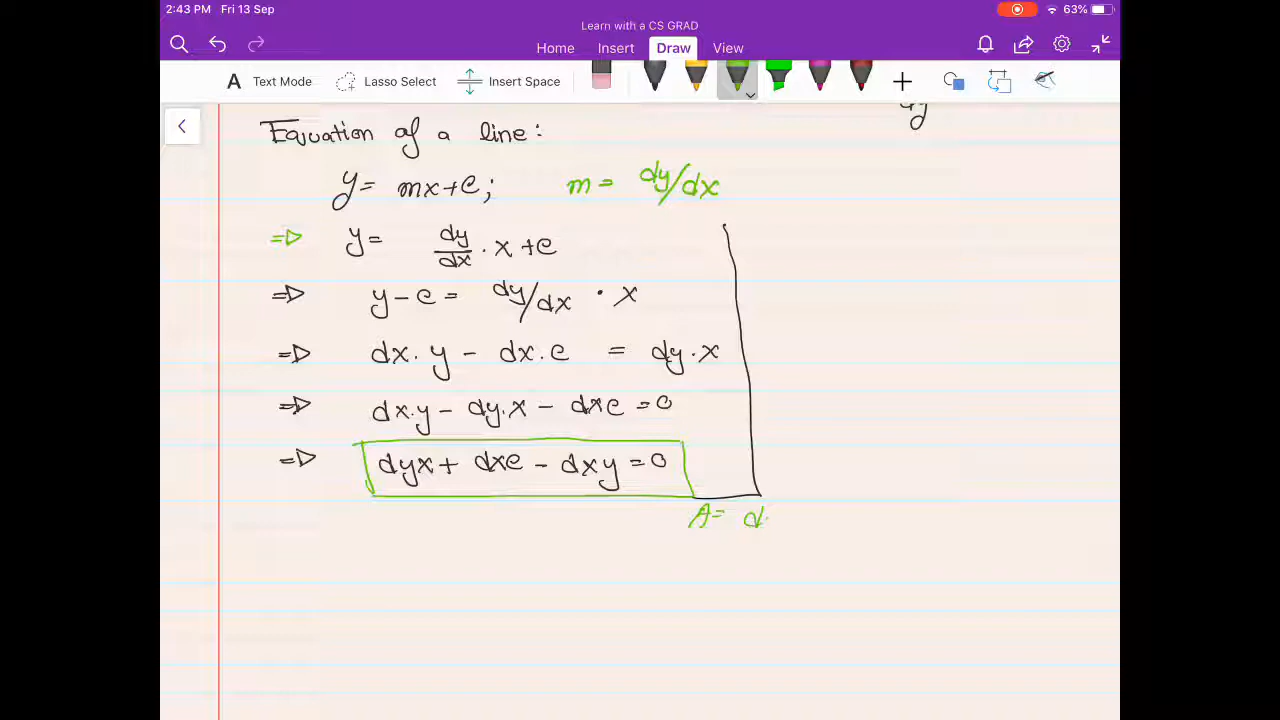 2:43 PM Fri 13 Sep
63%
Learn with a CS GRAD
Home Insert Draw View
A Text Mode Lasso Select Insert Space
dy
Equation of a line:
y = mx + c; m = dy/dx
⇒ y = dy/dx · x + c
⇒ y - c = dy/dx · x
⇒ dx · y - dx · c = dy · x
⇒ dx · y - dy · x - dxc = 0
⇒ dyx + dxc - dxy = 0
A = d